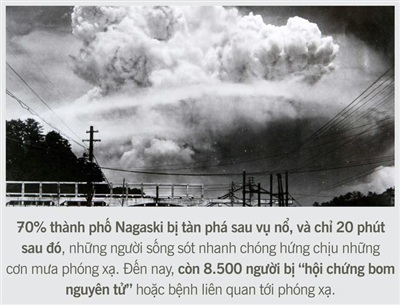 70% thành phố Nagaski bị tàn phá sau vụ nổ, và chỉ 20 phút
sau đó, những người sống sót nhanh chóng hứng chịu những
cơn mưa phóng xạ. Đến nay, còn 8.500 người bị “hội chứng bom
nguyên tử” hoặc bệnh liên quan tới phóng xạ.